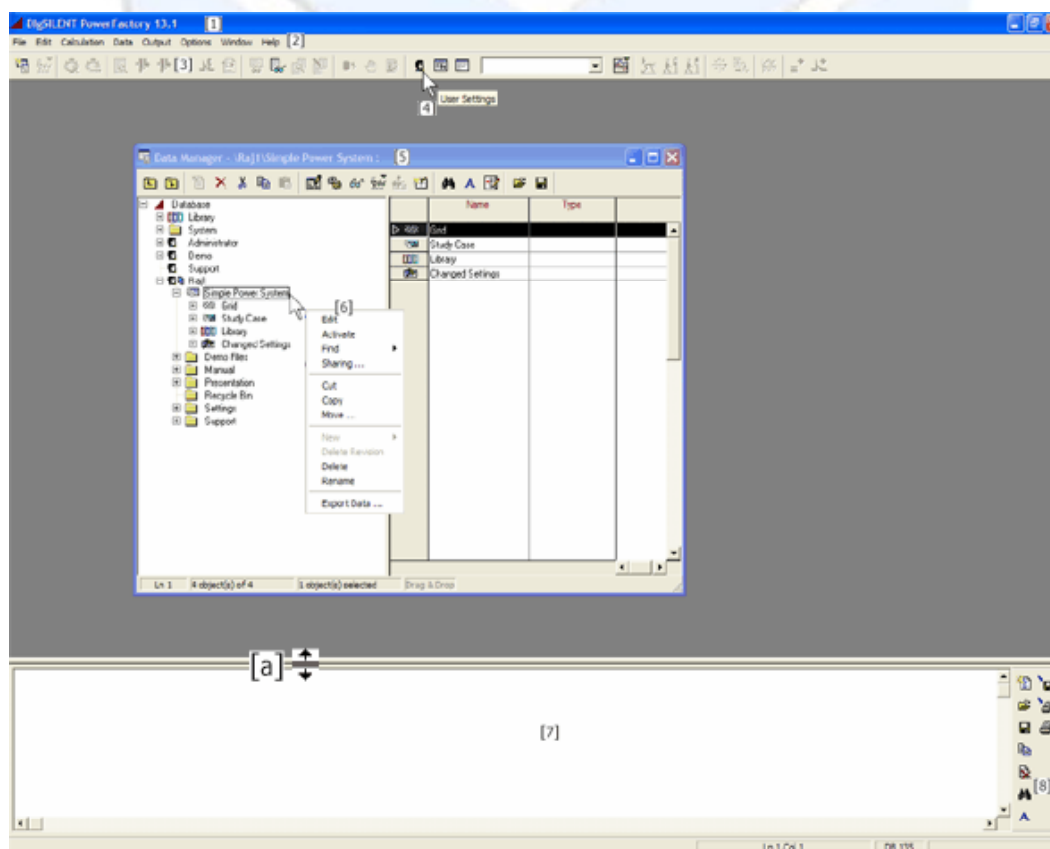 DIgSILENT PowerFactory 13.1 [1]
File Edit Calculation Data Output Options Window Help [2]
[3]
User Settings
[4]
Data Manager - \Raj1\Simple Power System : [5]
Name Type
Database
Library
System
Administrator
Demo
Support
Raj1
Simple Power System
Grid
Study Case
Library
Changed Settings
Demo Files
Manual
Presentation
Recycle Bin
Settings
Support
Grid
Study Case
Library
Changed Settings
[6]
Edit
Activate
Find
Sharing ...
Cut
Copy
Move ...
New
Delete Revision
Delete
Rename
Export Data ...
Ln 1 4 object(s) of 4 1 object(s) selected Drag & Drop
[a]
[7]
[8]
Ln 1 Col 1 DB 135